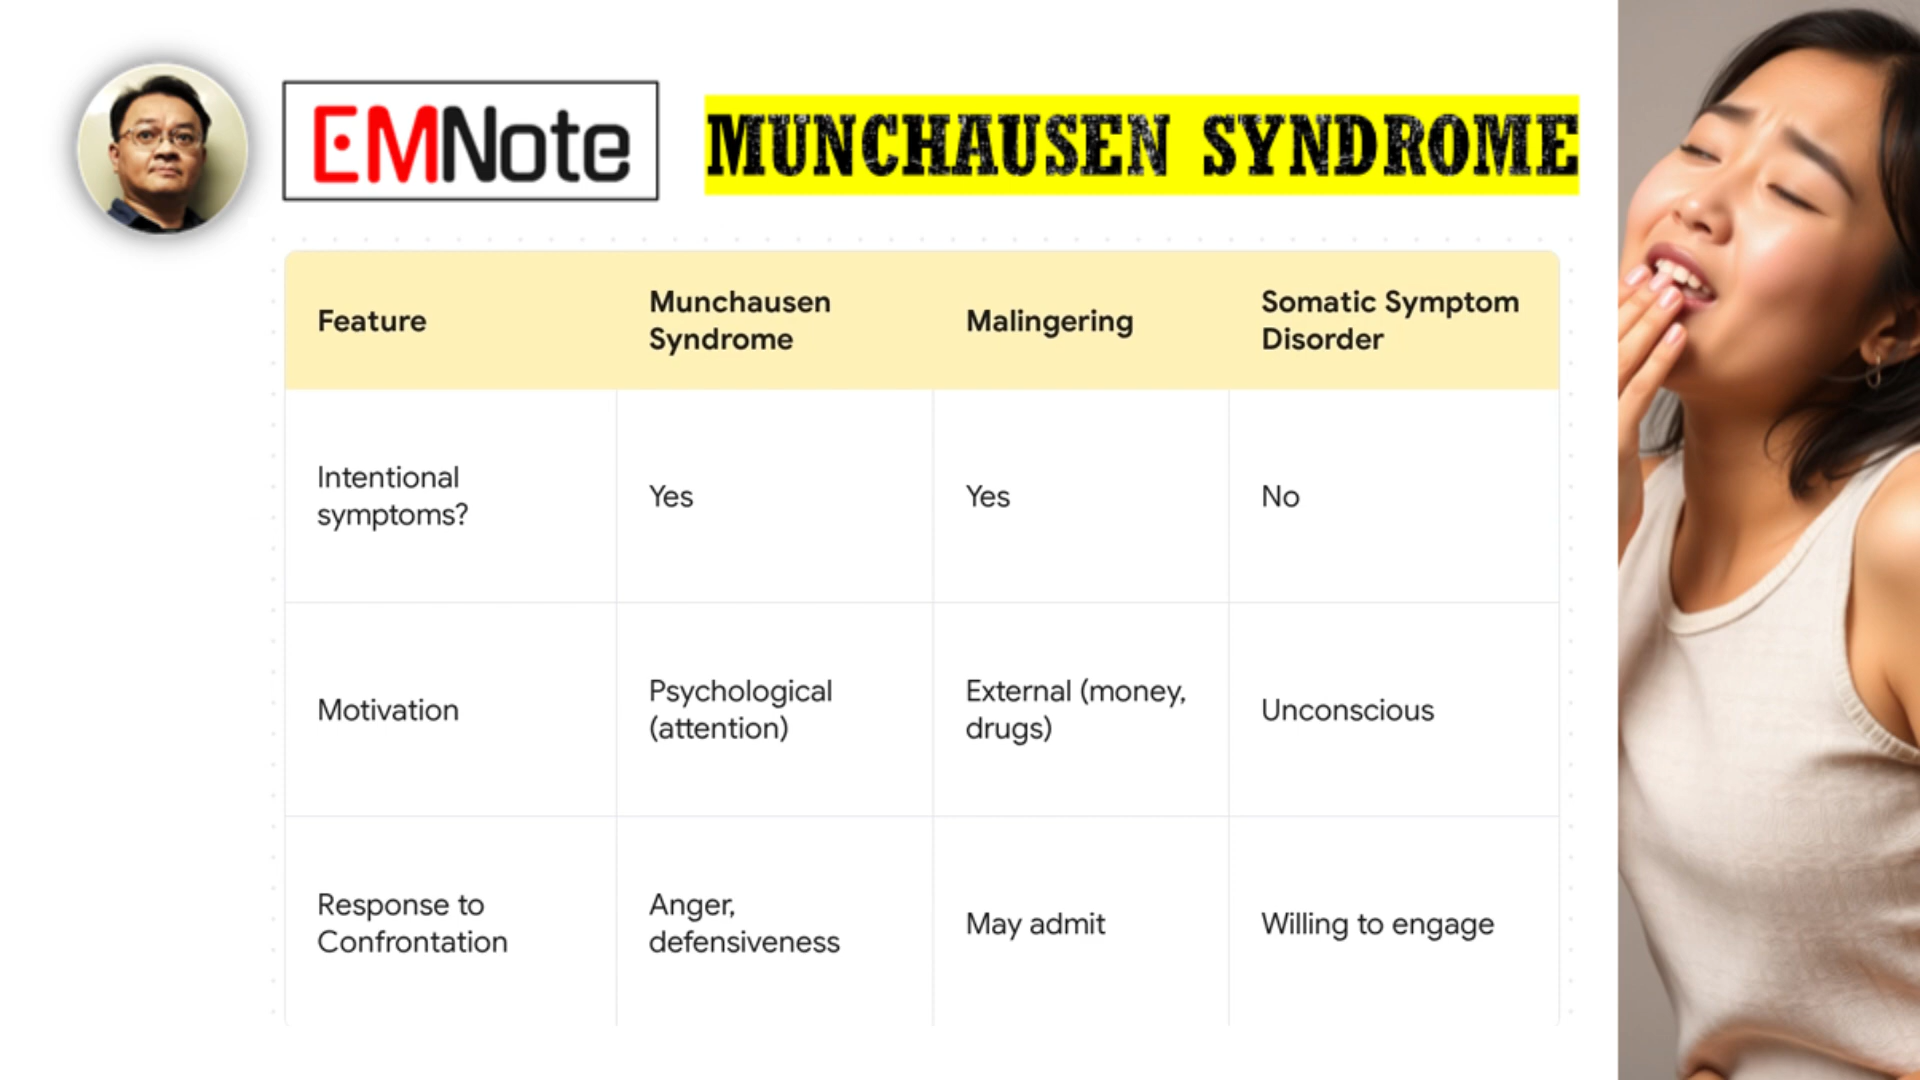 EMNote
MUNCHAUSEN SYNDROME
Feature
Munchausen
Syndrome
Malingering
Somatic Symptom
Disorder
Intentional
symptoms?
Yes
Yes
No
Motivation
Psychological
(attention)
External (money,
drugs)
Unconscious
Response to
Confrontation
Anger,
defensiveness
May admit
Willing to engage